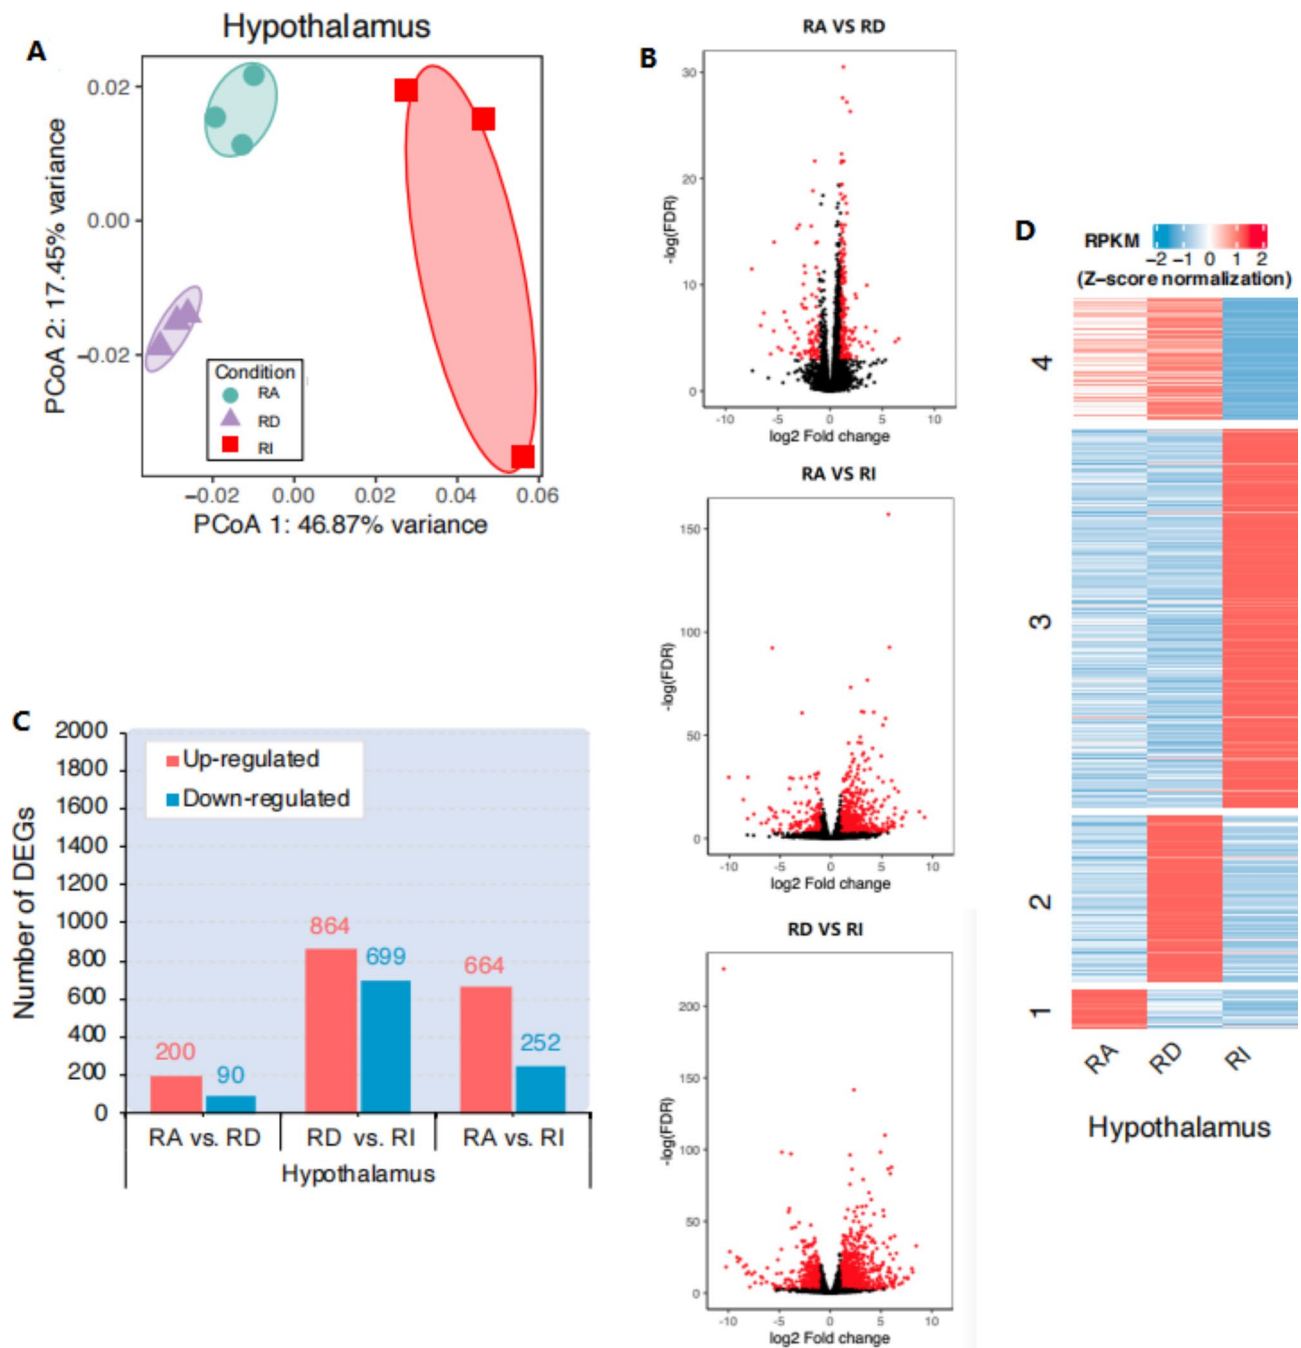 Hypothalamus
A
PCoA 2: 17.45% variance
0.02
0.00
−0.02
Condition
RA
RD
RI
−0.02 0.00 0.02 0.04 0.06
PCoA 1: 46.87% variance
B
RA VS RD
-log(FDR)
30
20
10
0
-10 -5 0 5 10
log2 Fold change
RA VS RI
-log(FDR)
150
100
50
0
-10 -5 0 5 10
log2 Fold change
RD VS RI
-log(FDR)
200
150
100
50
0
-10 -5 0 5 10
log2 Fold change
C
Number of DEGs
2000
1800
1600
1400
1200
1000
800
600
400
200
0
Up-regulated
Down-regulated
200 90
864 699
664 252
RA vs. RD RD vs. RI RA vs. RI
Hypothalamus
D
RPKM
−2 −1 0 1 2
(Z−score normalization)
4
3
2
1
RA RD RI
Hypothalamus